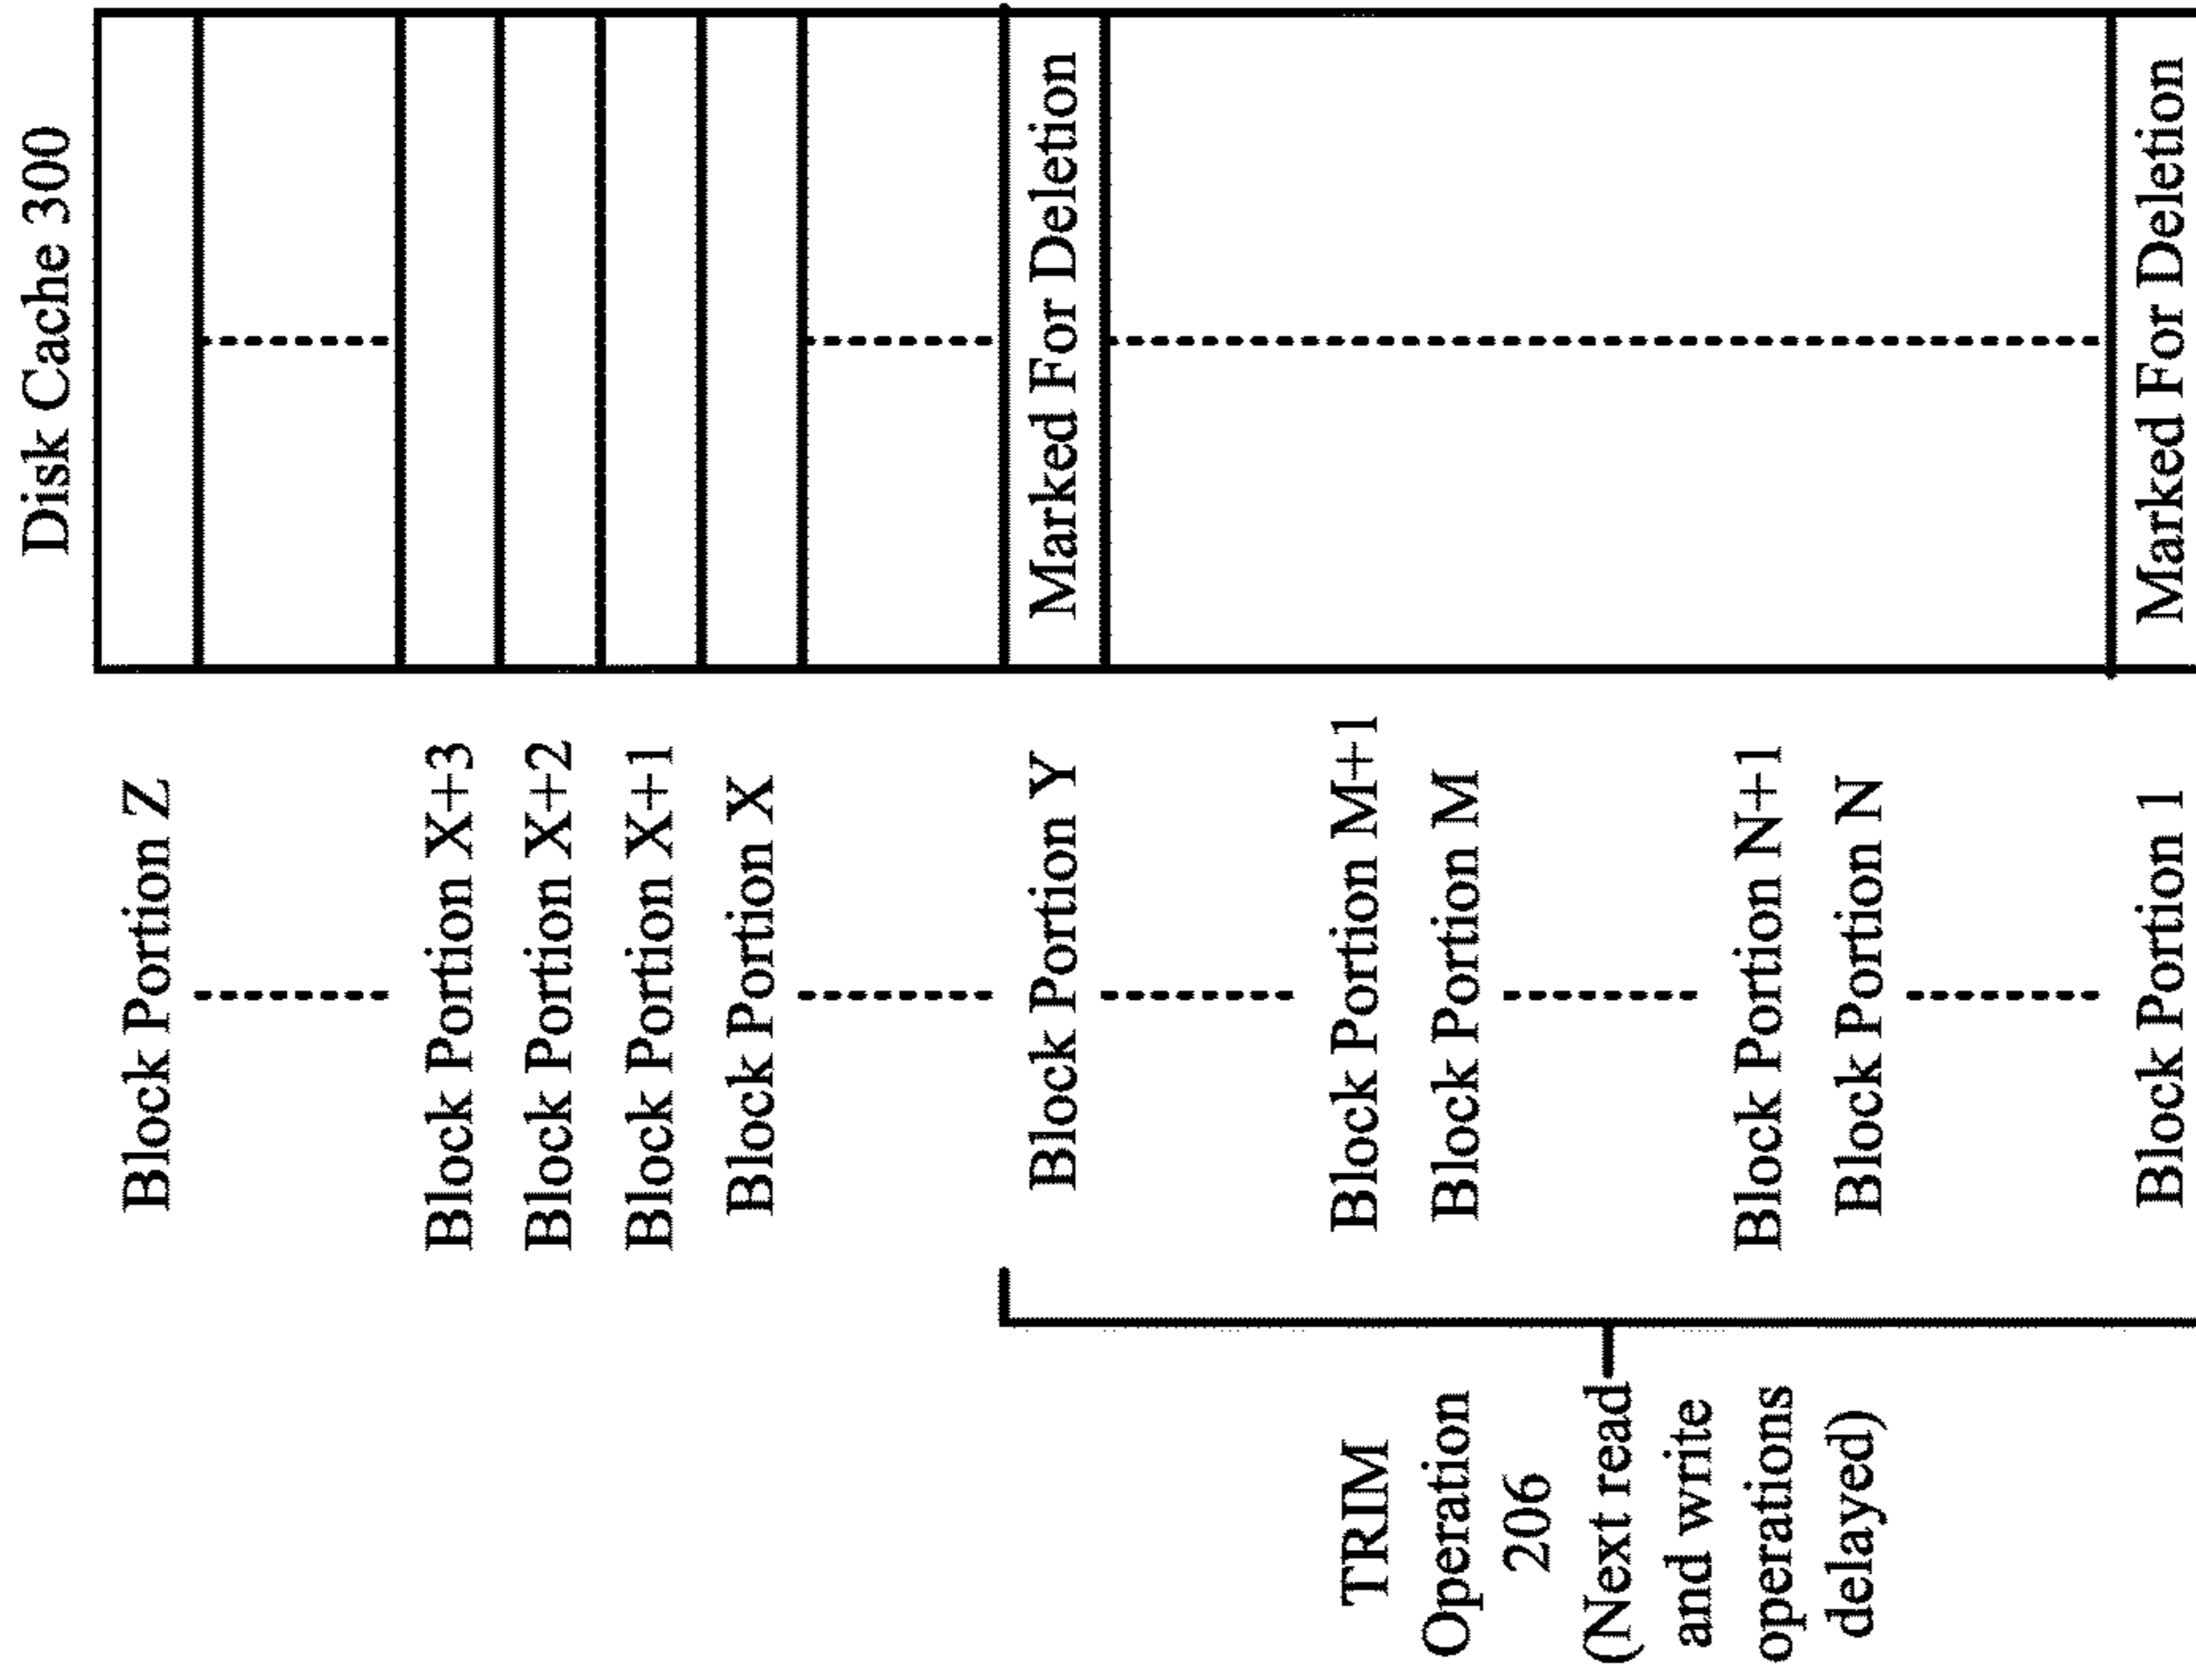 Disk Cache 300
Block Portion Z
Block Portion X+3
Block Portion X+2
Block Portion X+1
Block Portion X
Block Portion Y
Marked For Deletion
Block Portion M+1
Block Portion M
Block Portion N+1
Block Portion N
Block Portion 1
Marked For Deletion
TRIM
Operation
206
(Next read
and write
operations
delayed)